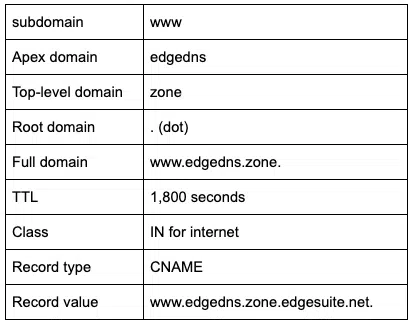 subdomain www
Apex domain edgedns
Top-level domain zone
Root domain . (dot)
Full domain www.edgedns.zone.
TTL 1,800 seconds
Class IN for internet
Record type CNAME
Record value www.edgedns.zone.edgesuite.net.